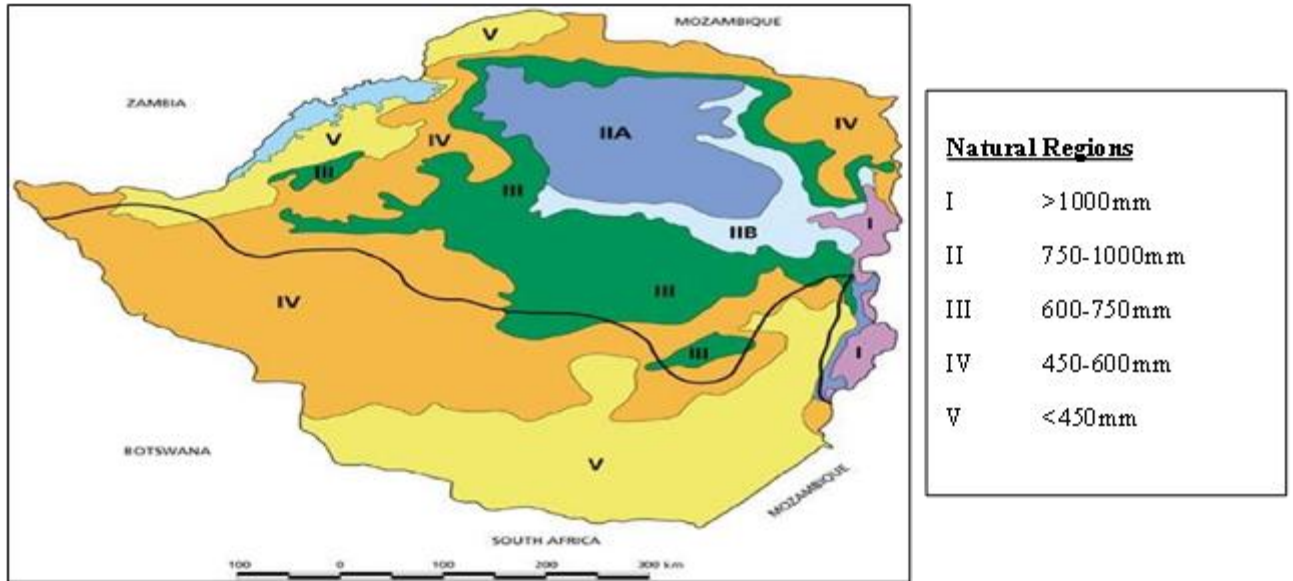 MOZAMBIQUE
V
ZAMBIA
V
IV
IIA
IV
III
III
I
IIB
IV
III
III
I
BOTSWANA
V
MOZAMBIQUE
SOUTH AFRICA
100 0 100 200 300 km
Natural Regions
I >1000mm
II 750-1000mm
III 600-750mm
IV 450-600mm
V <450mm